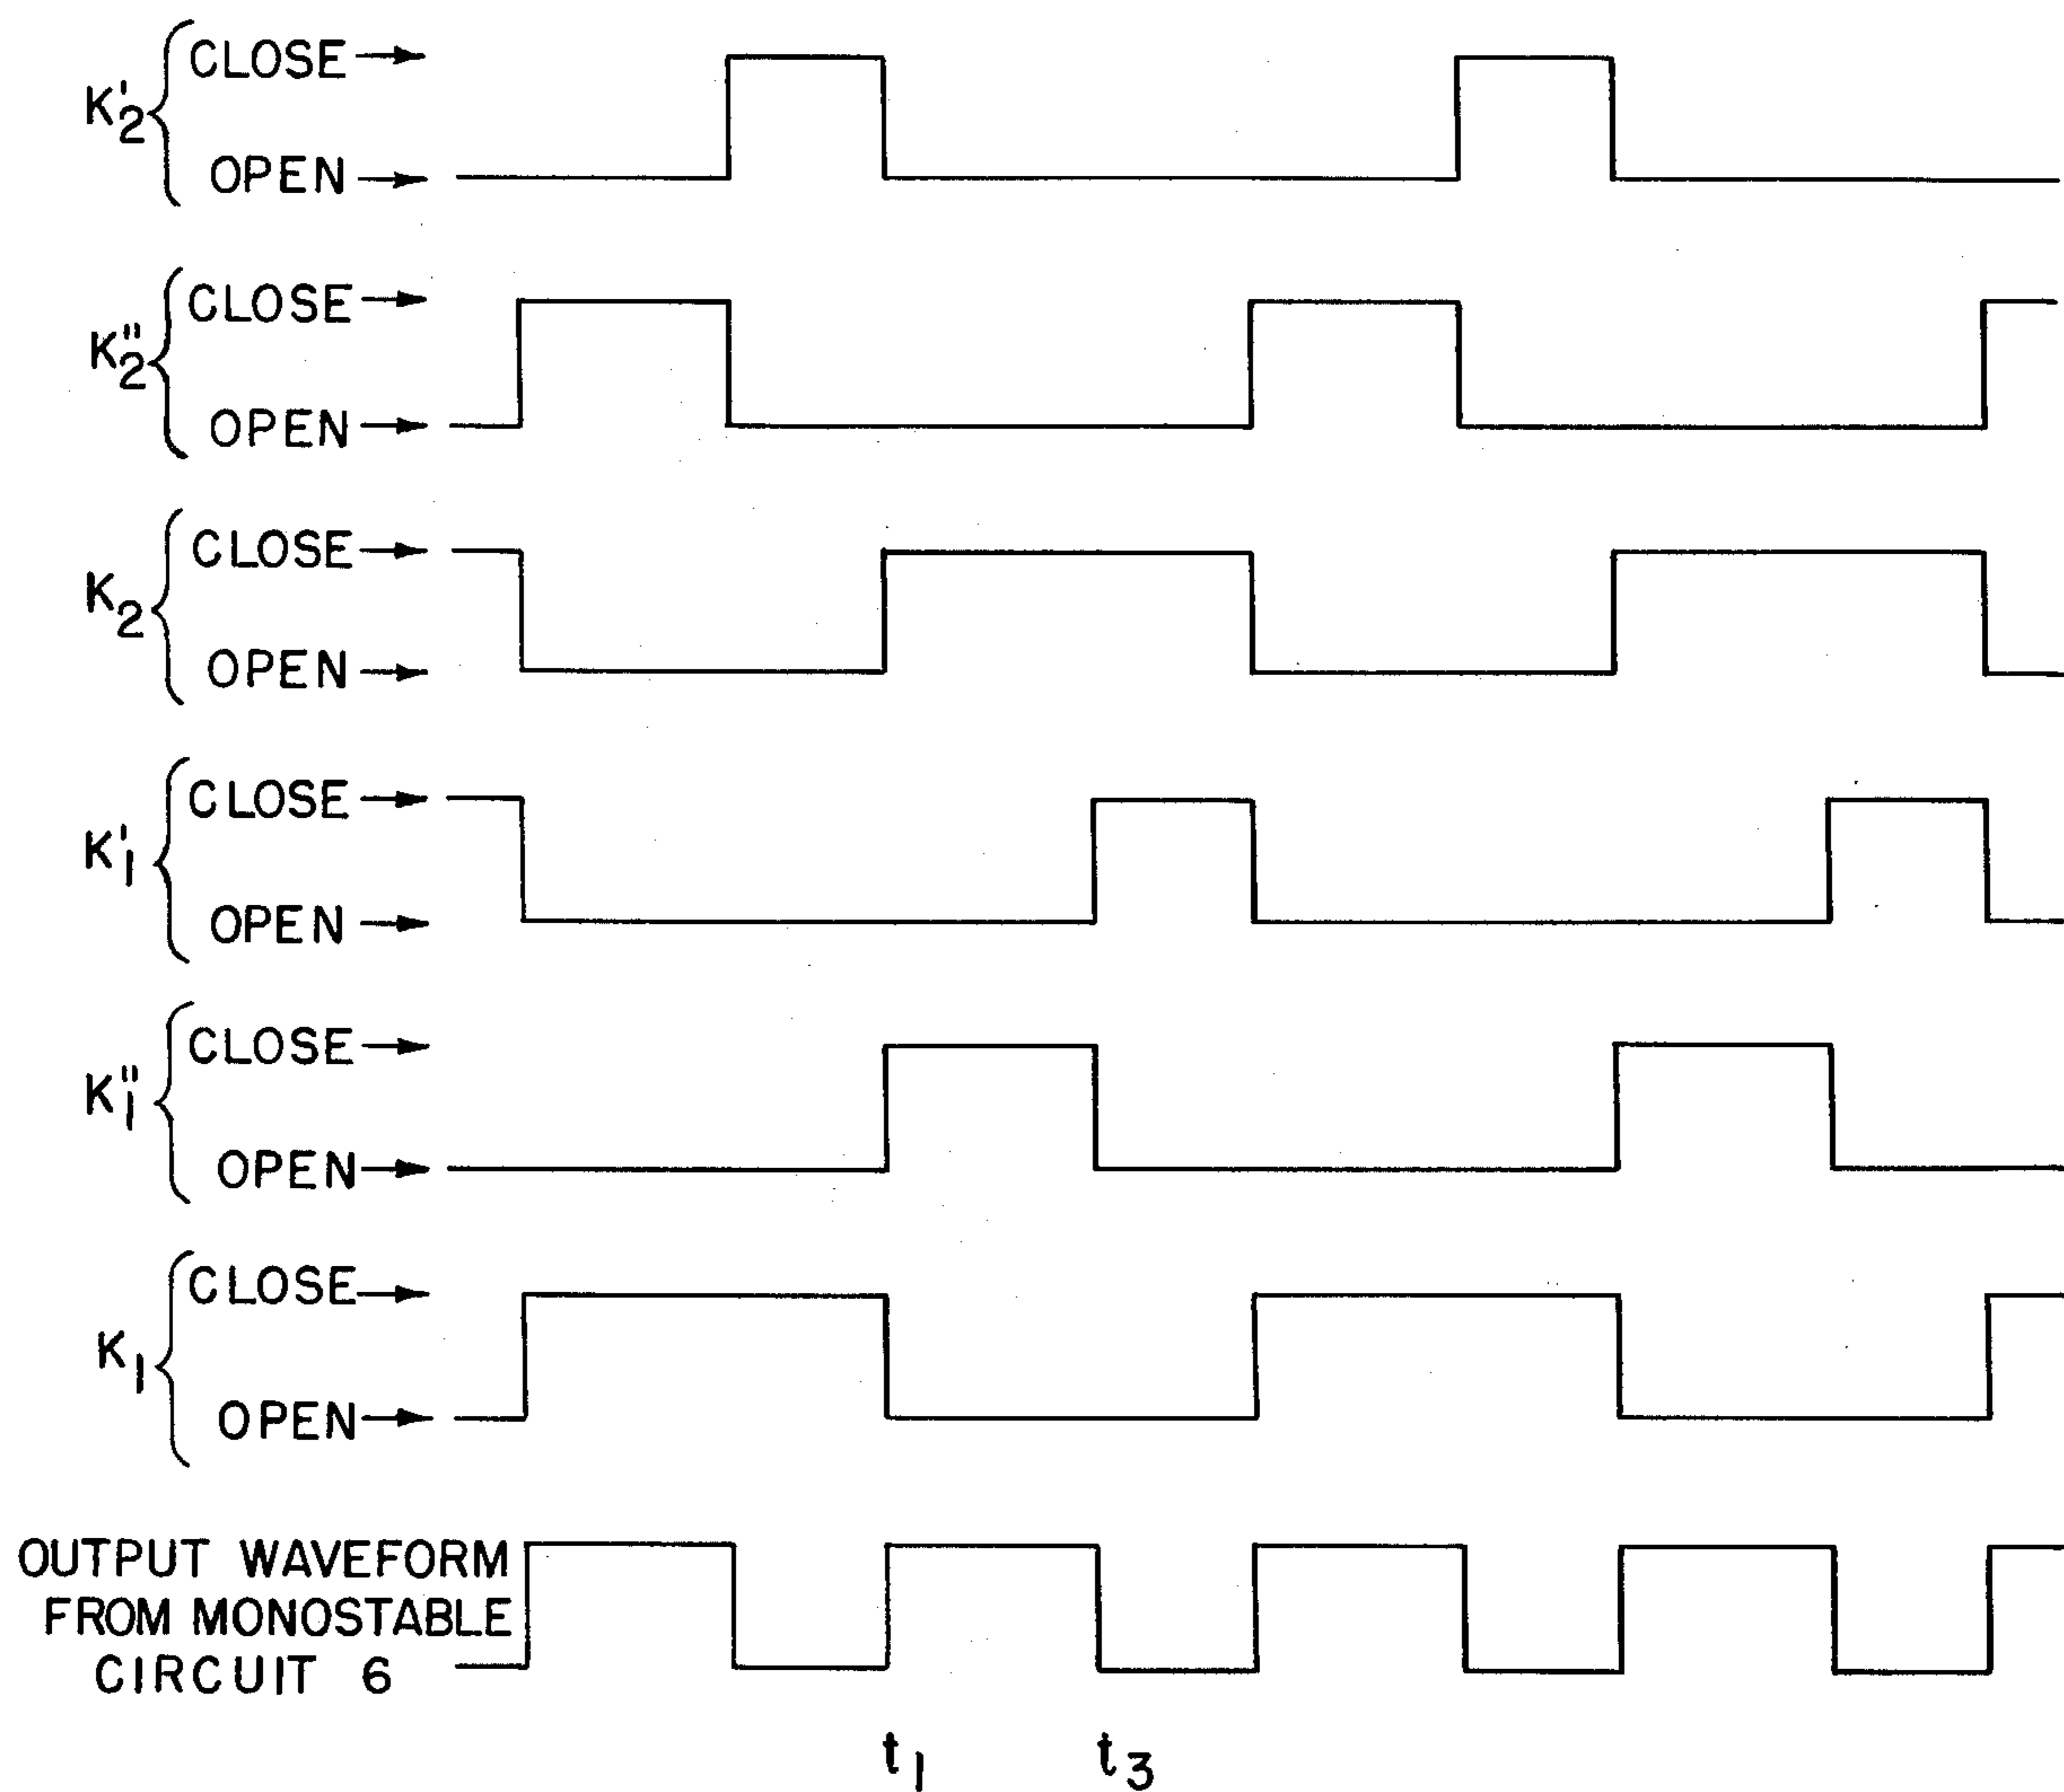 CLOSE
K'2
OPEN
CLOSE
K"2
OPEN
CLOSE
K2
OPEN
CLOSE
K'1
OPEN
CLOSE
K"1
OPEN
CLOSE
K1
OPEN
OUTPUT WAVEFORM
FROM MONOSTABLE
CIRCUIT 6
t1 t3